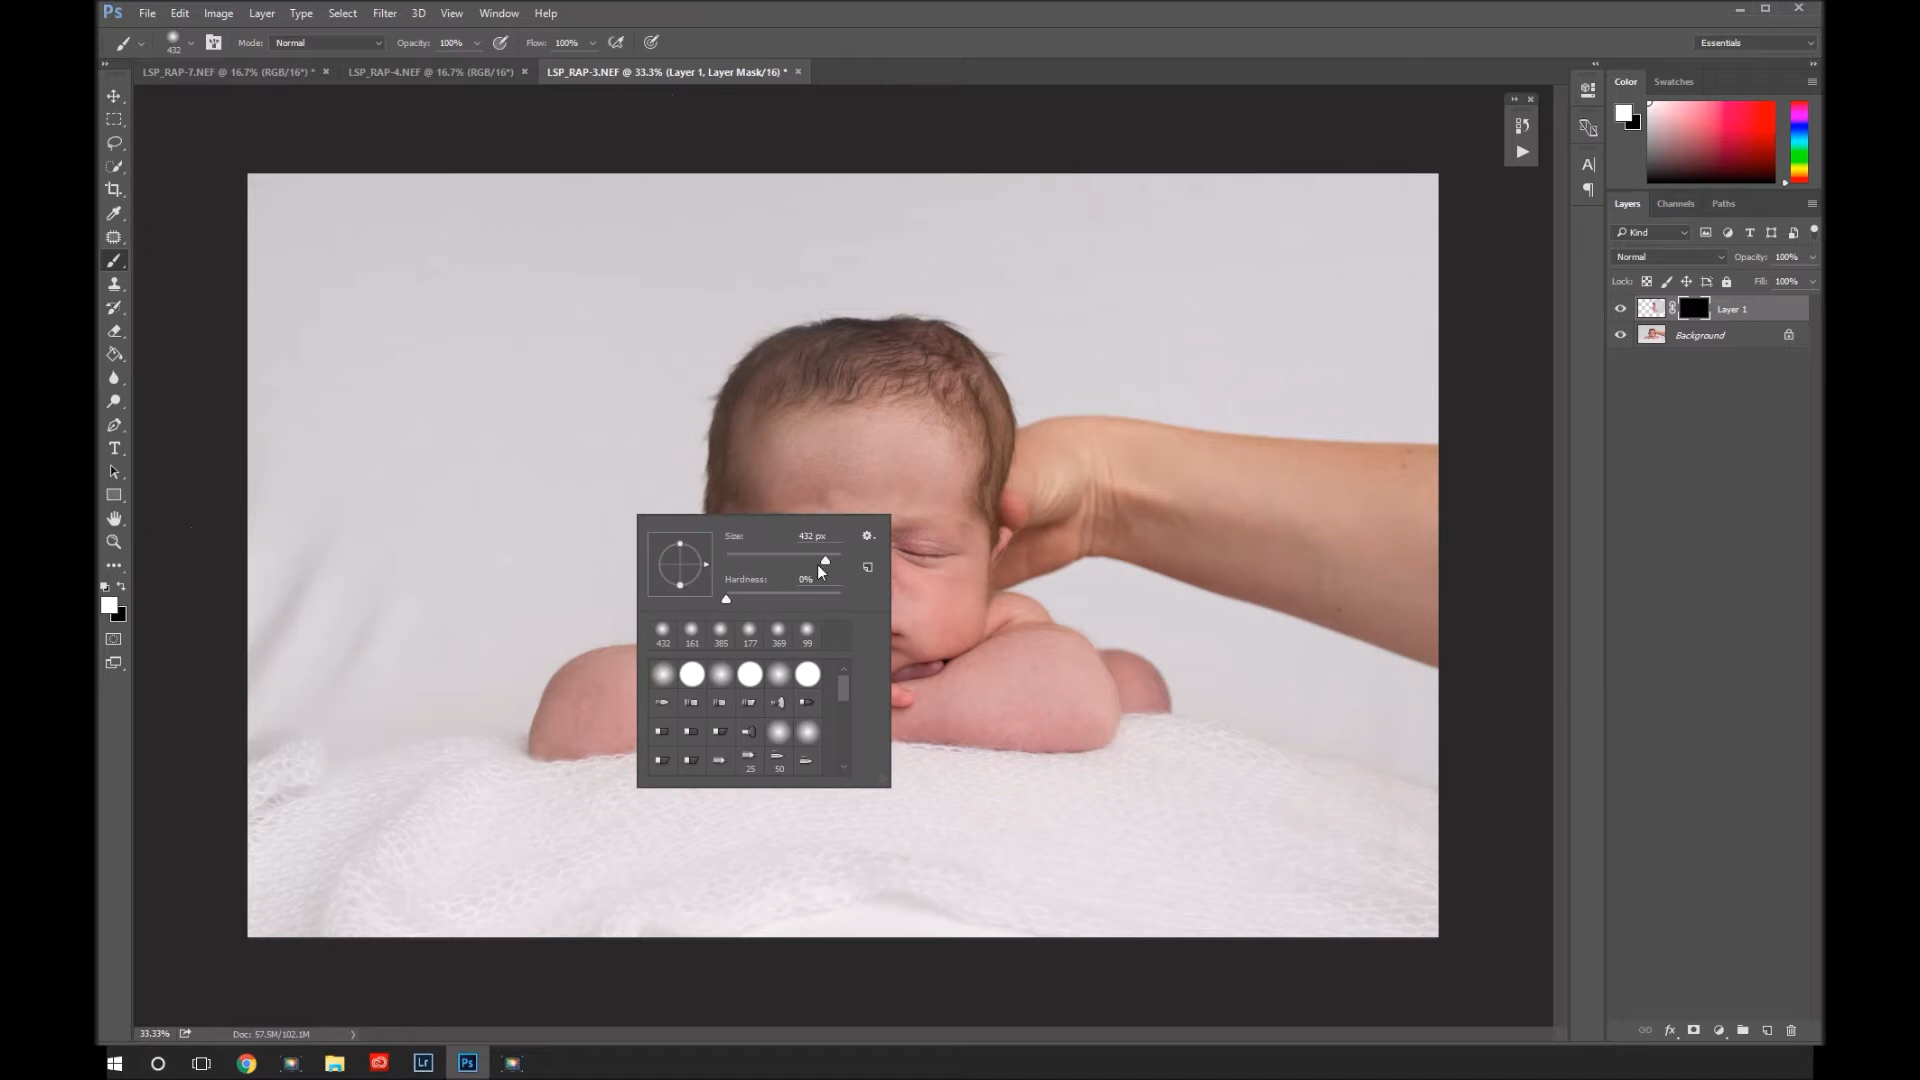 Ps File Edit Image Layer Type Select Filter 3D View Window Help
432 Mode: Normal Opacity: 100% Flow: 100% Essentials
LSP_RAP-7.NEF @ 16.7% (RGB/16*) * × LSP_RAP-4.NEF @ 16.7% (RGB/16*) × LSP_RAP-3.NEF @ 33.3% (Layer 1, Layer Mask/16) * ×
Color Swatches
Layers Channels Paths
Kind
Normal Opacity: 100%
Lock: Fill: 100%
Layer 1
Background
Size: 432 px
Hardness: 0%
432 161 385 177 369 99
25 50
33.33% Doc: 57.5M/102.1M
Lr Ps